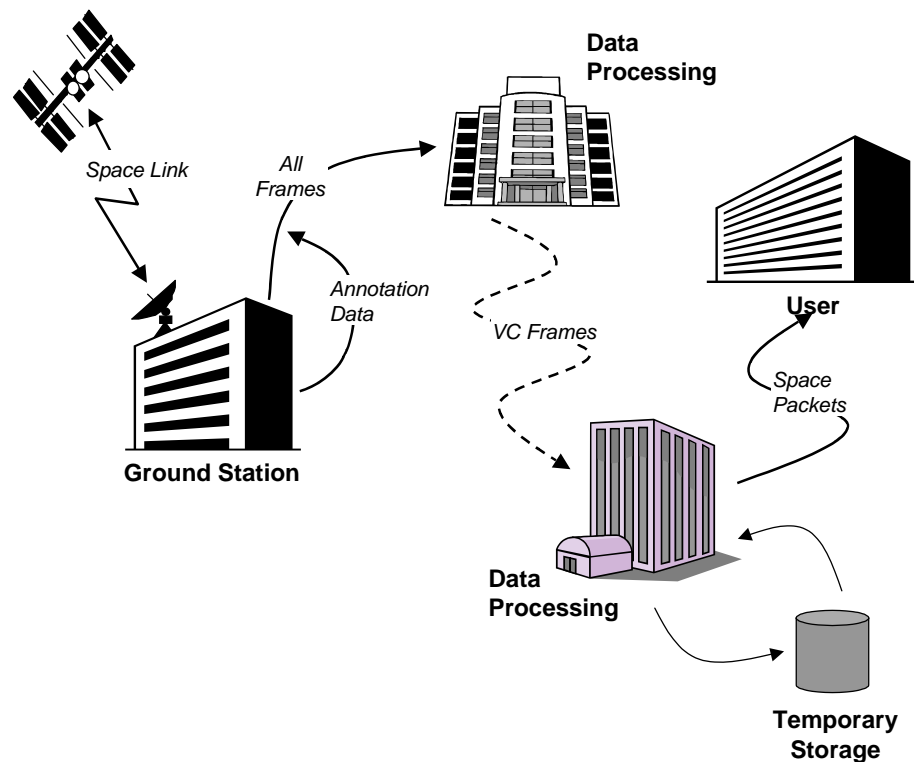 Data
Processing
Space Link
All
Frames
Annotation
Data
User
VC Frames
Space
Packets
Ground Station
Data
Processing
Temporary
Storage